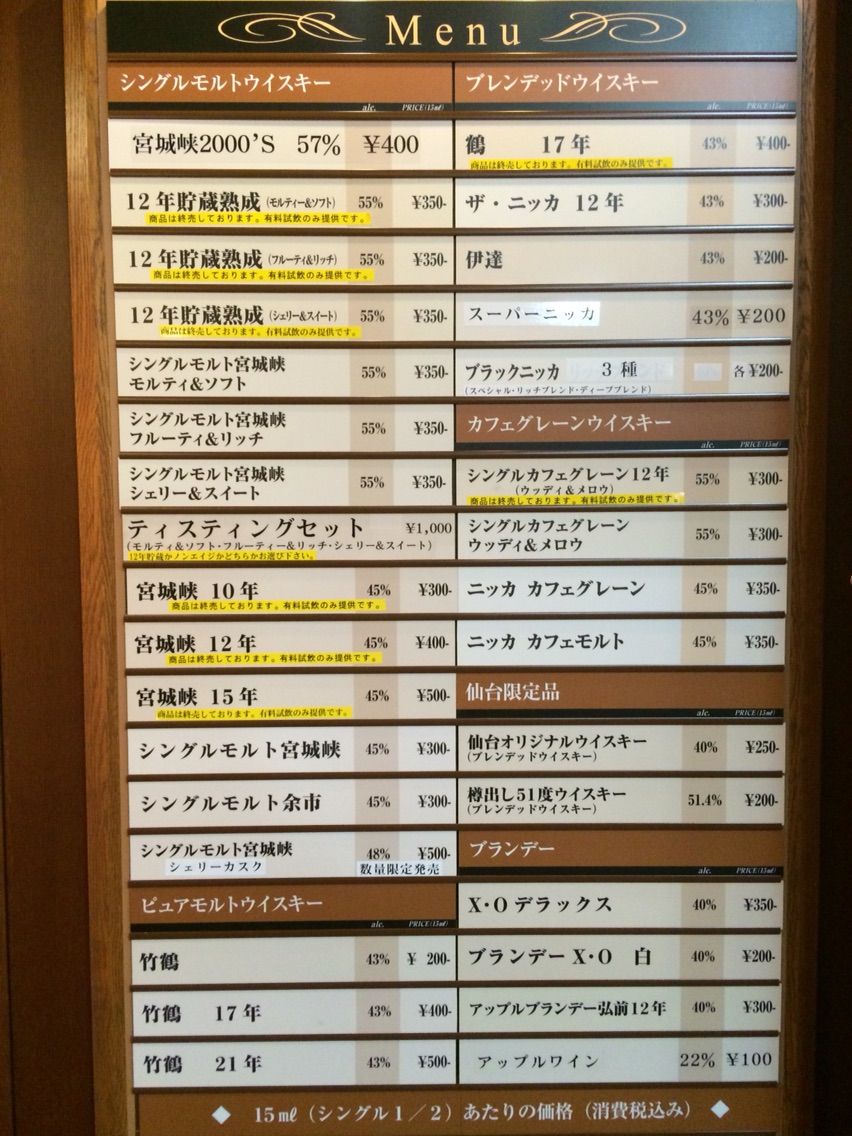 Menu
シングルモルトウイスキー
alc. PRICE(15ml)
宮城峡2000'S 57% ¥400
12年貯蔵熟成(モルティー&ソフト) 55% ¥350-
商品は終売しております。有料試飲のみ提供です。
12年貯蔵熟成(フルーティ&リッチ) 55% ¥350-
商品は終売しております。有料試飲のみ提供です。
12年貯蔵熟成(シェリー&スイート) 55% ¥350-
商品は終売しております。有料試飲のみ提供です。
シングルモルト宮城峡
モルティ&ソフト 55% ¥350-
シングルモルト宮城峡
フルーティ&リッチ 55% ¥350-
シングルモルト宮城峡
シェリー&スイート 55% ¥350-
ティスティングセット ¥1,000
(モルティ&ソフト・フルーティー&リッチ・シェリー&スイート)
12年貯蔵かノンエイジかどちらかお選び下さい。
宮城峡 10年 45% ¥300-
商品は終売しております。有料試飲のみ提供です。
宮城峡 12年 45% ¥400-
商品は終売しております。有料試飲のみ提供です。
宮城峡 15年 45% ¥500-
商品は終売しております。有料試飲のみ提供です。
シングルモルト宮城峡 45% ¥300-
シングルモルト余市 45% ¥300-
シングルモルト宮城峡 48% ¥500-
シェリーカスク 数量限定発売
ピュアモルトウイスキー
alc. PRICE(15ml)
竹鶴 43% ¥ 200-
竹鶴 17年 43% ¥400-
竹鶴 21年 43% ¥500-
ブレンデッドウイスキー
alc. PRICE(15ml)
鶴 17年 43% ¥400-
商品は終売しております。有料試飲のみ提供です。
ザ・ニッカ 12年 43% ¥300-
伊達 43% ¥200-
スーパーニッカ 43% ¥200
ブラックニッカ 3種 各¥200-
(スペシャル・リッチブレンド・ディープブレンド)
カフェグレーンウイスキー
alc. PRICE(15ml)
シングルカフェグレーン12年 55% ¥300-
(ウッディ&メロウ)
商品は終売しております。有料試飲のみ提供です。
シングルカフェグレーン
ウッディ&メロウ 55% ¥300-
ニッカ カフェグレーン 45% ¥350-
ニッカ カフェモルト 45% ¥350-
仙台限定品
alc. PRICE(15ml)
仙台オリジナルウイスキー 40% ¥250-
(ブレンデッドウイスキー)
樽出し51度ウイスキー 51.4% ¥200-
(ブレンデッドウイスキー)
ブランデー
alc. PRICE(15ml)
X・O デラックス 40% ¥350-
ブランデー X・O 白 40% ¥200-
アップルブランデー弘前12年 40% ¥300-
アップルワイン 22% ¥100
◆ 15㎖(シングル1/2)あたりの価格(消費税込み) ◆